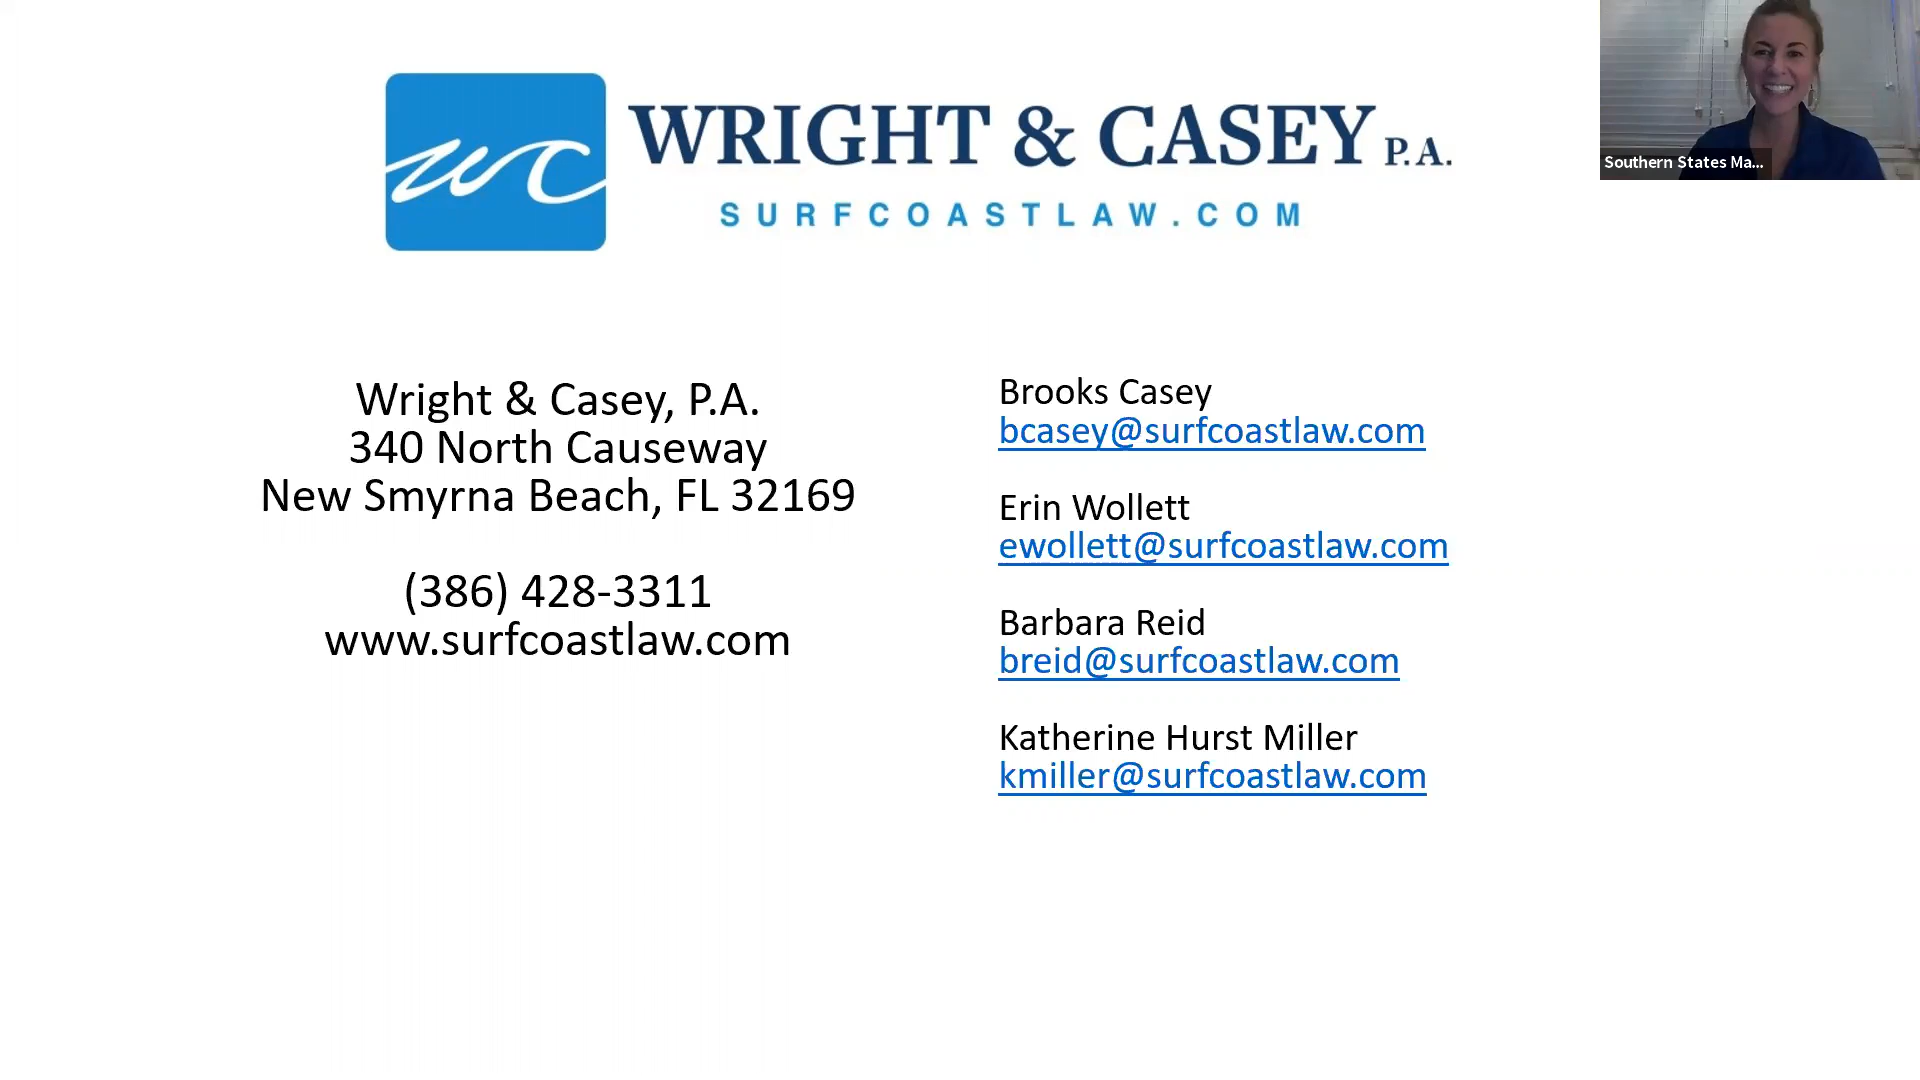 wc
WRIGHT & CASEY P.A.
SURFCOASTLAW.COM
Southern States Ma...
Wright & Casey, P.A.
340 North Causeway
New Smyrna Beach, FL 32169
(386) 428-3311
www.surfcoastlaw.com
Brooks Casey
bcasey@surfcoastlaw.com
Erin Wollett
ewollett@surfcoastlaw.com
Barbara Reid
breid@surfcoastlaw.com
Katherine Hurst Miller
kmiller@surfcoastlaw.com